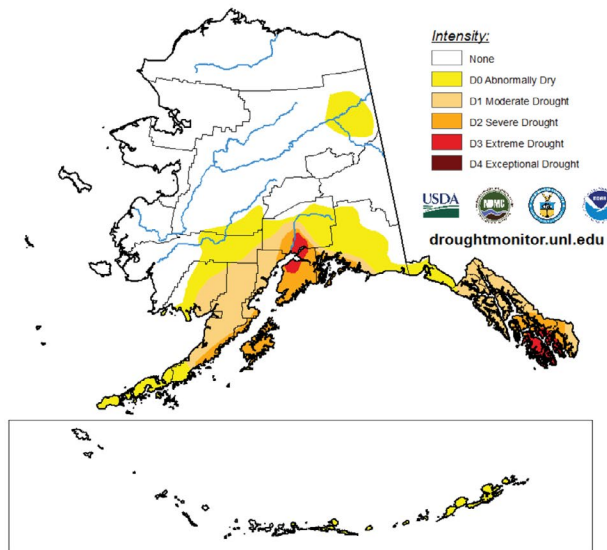 Intensity:
None
D0 Abnormally Dry
D1 Moderate Drought
D2 Severe Drought
D3 Extreme Drought
D4 Exceptional Drought
USDA
NDMC
droughtmonitor.unl.edu